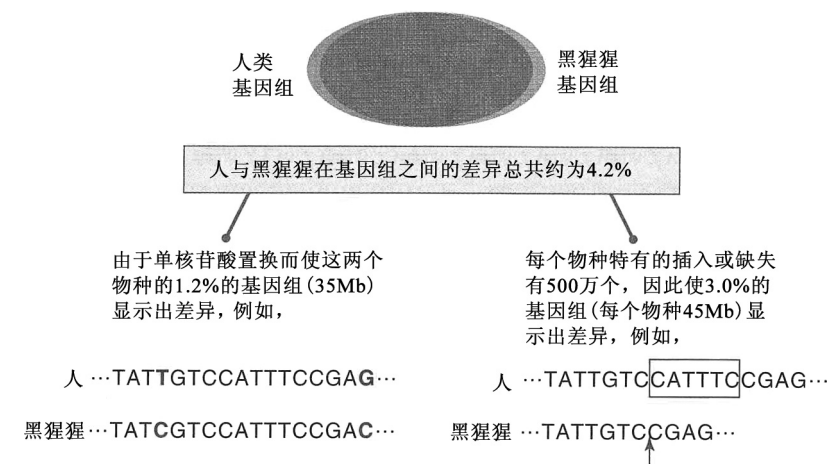 人类
基因组
黑猩猩
基因组
人与黑猩猩在基因组之间的差异总共约为4.2%
由于单核苷酸置换而使这两个
物种的1.2%的基因组(35Mb)
显示出差异,例如,
人 …TATTGTCCATTTCCGAG…
黑猩猩…TATCGTCCATTTCCGAC…
每个物种特有的插入或缺失
有500万个，因此使3.0%的
基因组(每个物种45Mb)显
示出差异，例如，
人 …TATTGTCCATTTCCGAG…
黑猩猩 …TATTGTCCGAG…